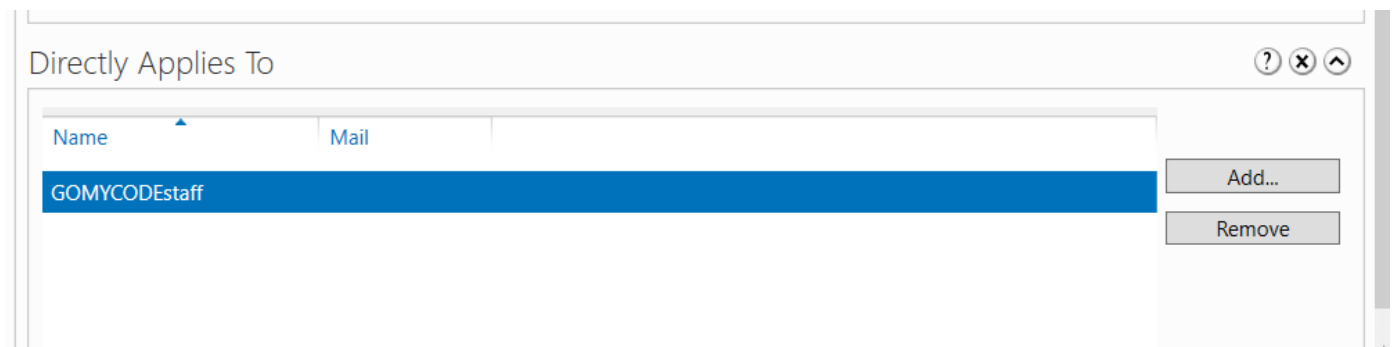 Directly Applies To
Name Mail
GOMYCODEstaff
Add...
Remove